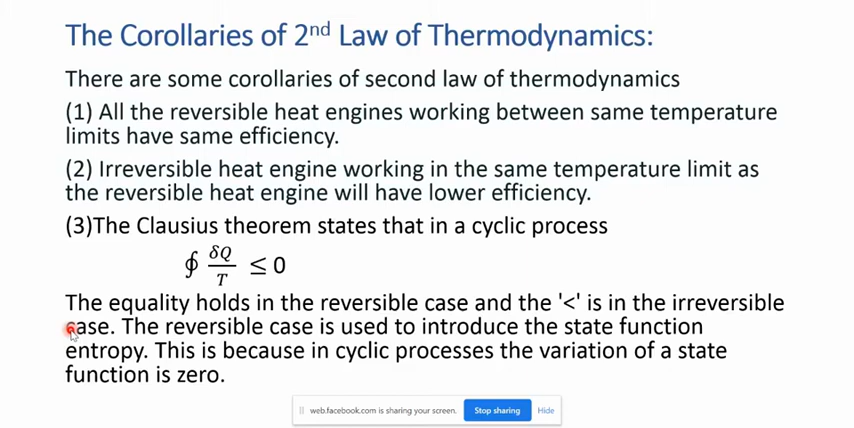 The Corollaries of 2nd Law of Thermodynamics:
There are some corollaries of second law of thermodynamics
(1) All the reversible heat engines working between same temperature
limits have same efficiency.
(2) Irreversible heat engine working in the same temperature limit as
the reversible heat engine will have lower efficiency.
(3)The Clausius theorem states that in a cyclic process
∮ δQ/T ≤ 0
The equality holds in the reversible case and the '<' is in the irreversible
case. The reversible case is used to introduce the state function
entropy. This is because in cyclic processes the variation of a state
function is zero.
web.facebook.com is sharing your screen. Stop sharing Hide